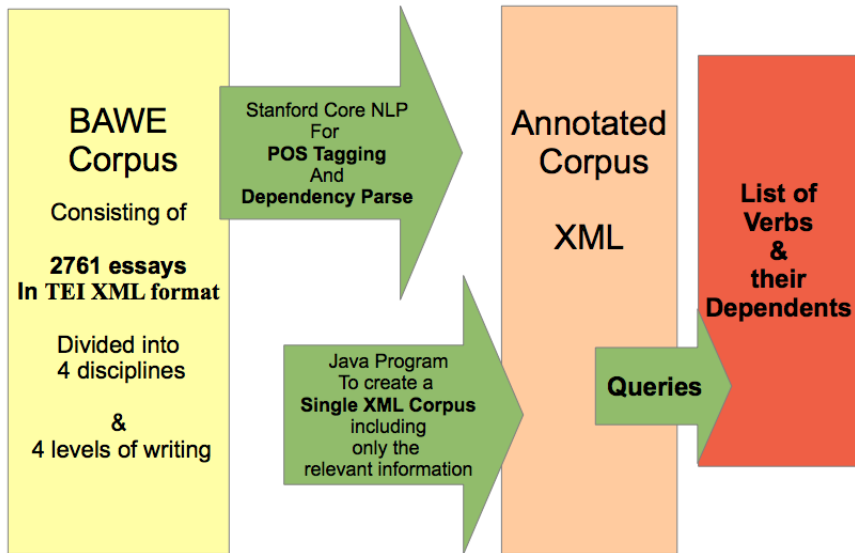 BAWE
Corpus
Consisting of
2761 essays
In TEI XML format
Divided into
4 disciplines
&
4 levels of writing
Stanford Core NLP
For
POS Tagging
And
Dependency Parse
Java Program
To create a
Single XML Corpus
including
only the
relevant information
Annotated
Corpus
XML
Queries
List of
Verbs
&
their
Dependents